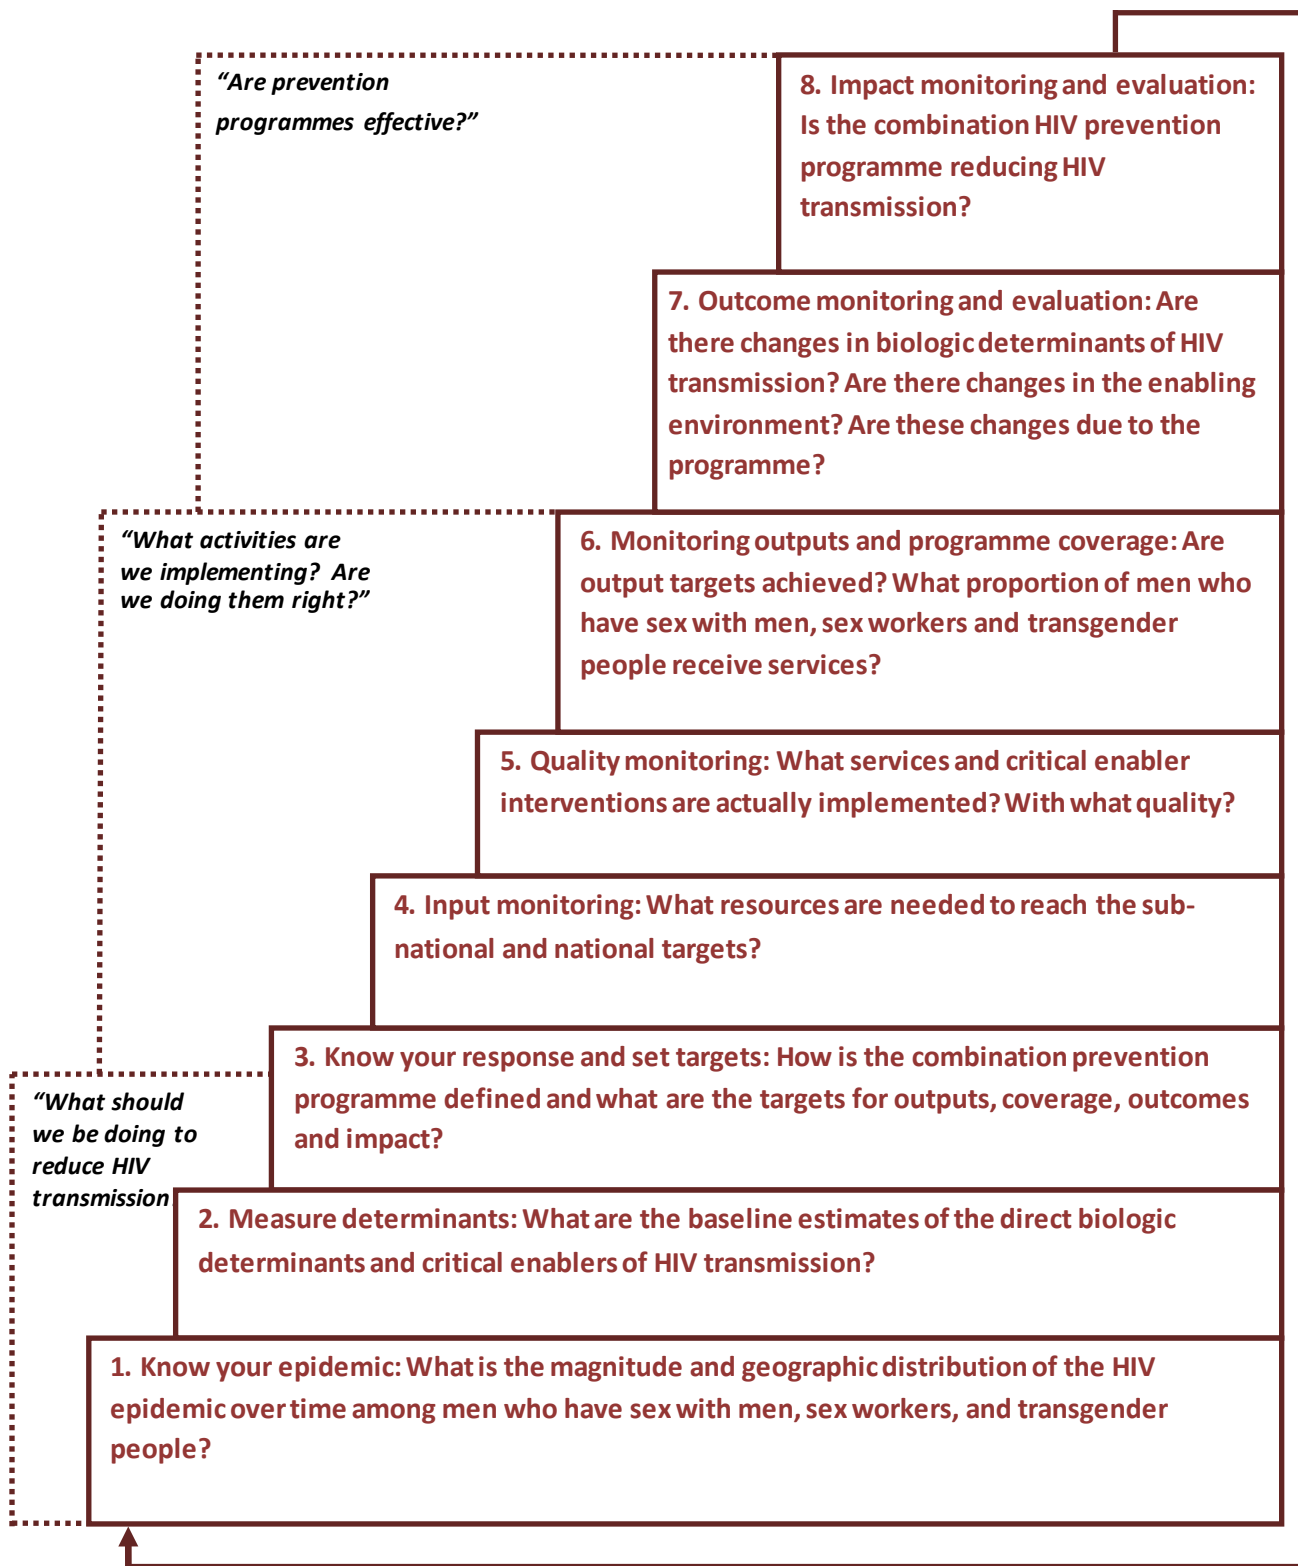 “Are prevention
programmes effective?”
8. Impact monitoring and evaluation:
Is the combination HIV prevention
programme reducing HIV
transmission?
7. Outcome monitoring and evaluation: Are
there changes in biologic determinants of HIV
transmission? Are there changes in the enabling
environment? Are these changes due to the
programme?
“What activities are
we implementing? Are
we doing them right?”
6. Monitoring outputs and programme coverage: Are
output targets achieved? What proportion of men who
have sex with men, sex workers and transgender
people receive services?
5. Quality monitoring: What services and critical enabler
interventions are actually implemented? With what quality?
4. Input monitoring: What resources are needed to reach the sub-
national and national targets?
3. Know your response and set targets: How is the combination prevention
programme defined and what are the targets for outputs, coverage, outcomes
and impact?
“What should
we be doing to
reduce HIV
transmission
2. Measure determinants: What are the baseline estimates of the direct biologic
determinants and critical enablers of HIV transmission?
1. Know your epidemic: What is the magnitude and geographic distribution of the HIV
epidemic over time among men who have sex with men, sex workers, and transgender
people?